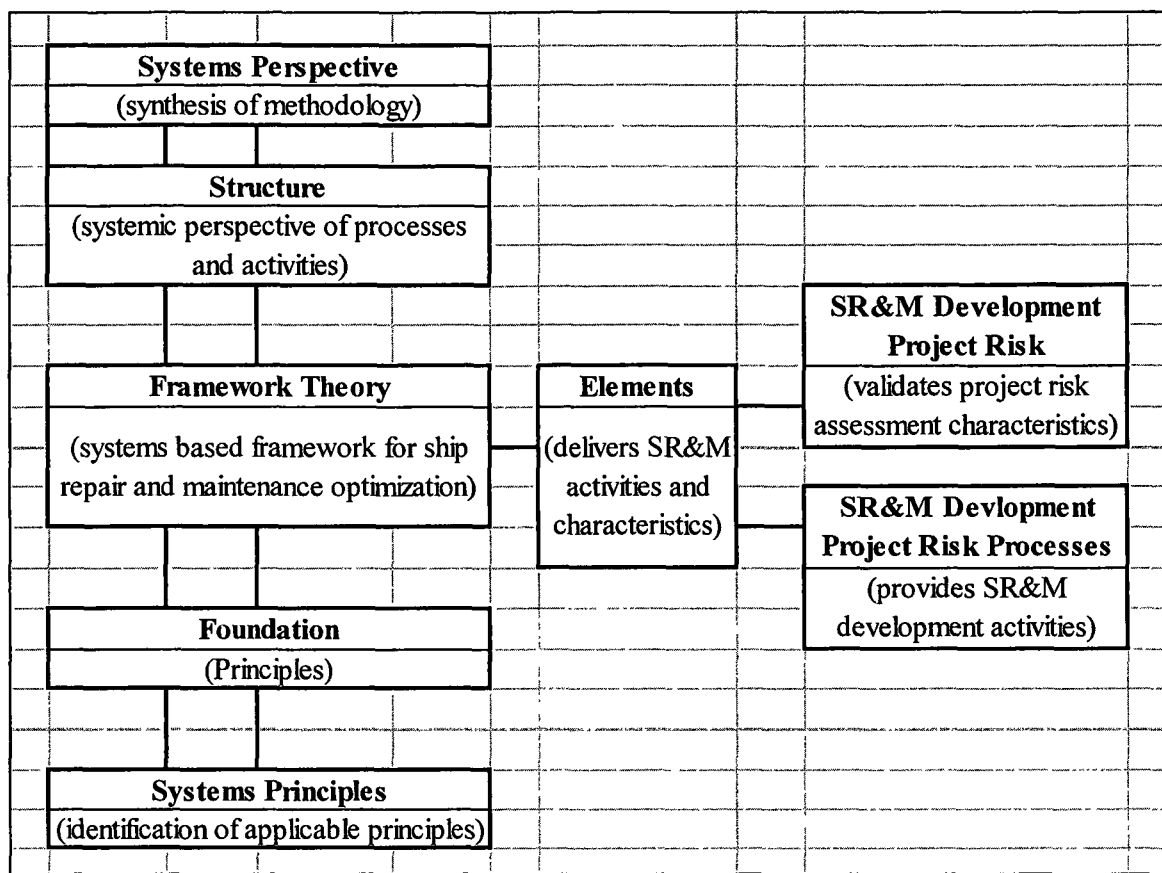 Systems Perspective
(synthesis of methodology)
Structure
(systemic perspective of processes
and activities)
Framework Theory
(systems based framework for ship
repair and maintenance optimization)
Foundation
(Principles)
Systems Principles
(identification of applicable principles)
Elements
(delivers SR&M
activities and
characteristics)
SR&M Development
Project Risk
(validates project risk
assessment characteristics)
SR&M Devlopment
Project Risk Processes
(provides SR&M
development activities)